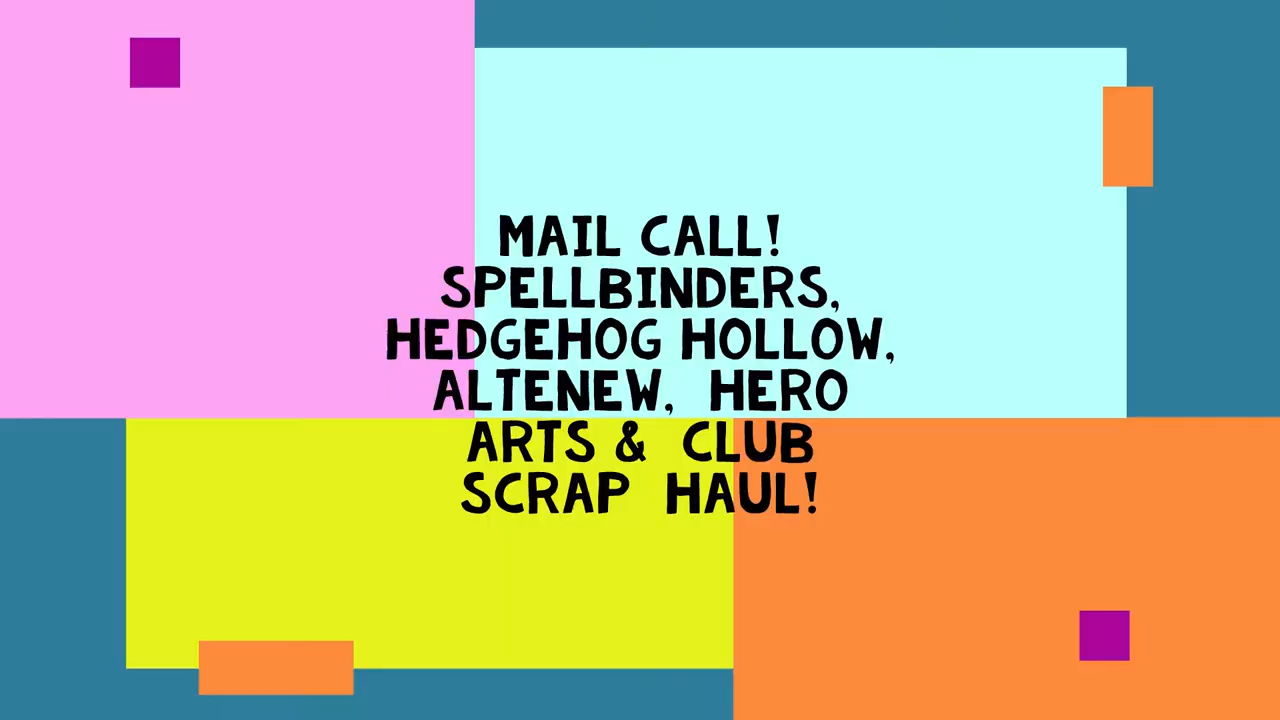 MAIL CALL!
SPELLBINDERS,
HEDGEHOG HOLLOW,
ALTENEW, HERO
ARTS & CLUB
SCRAP HAUL!